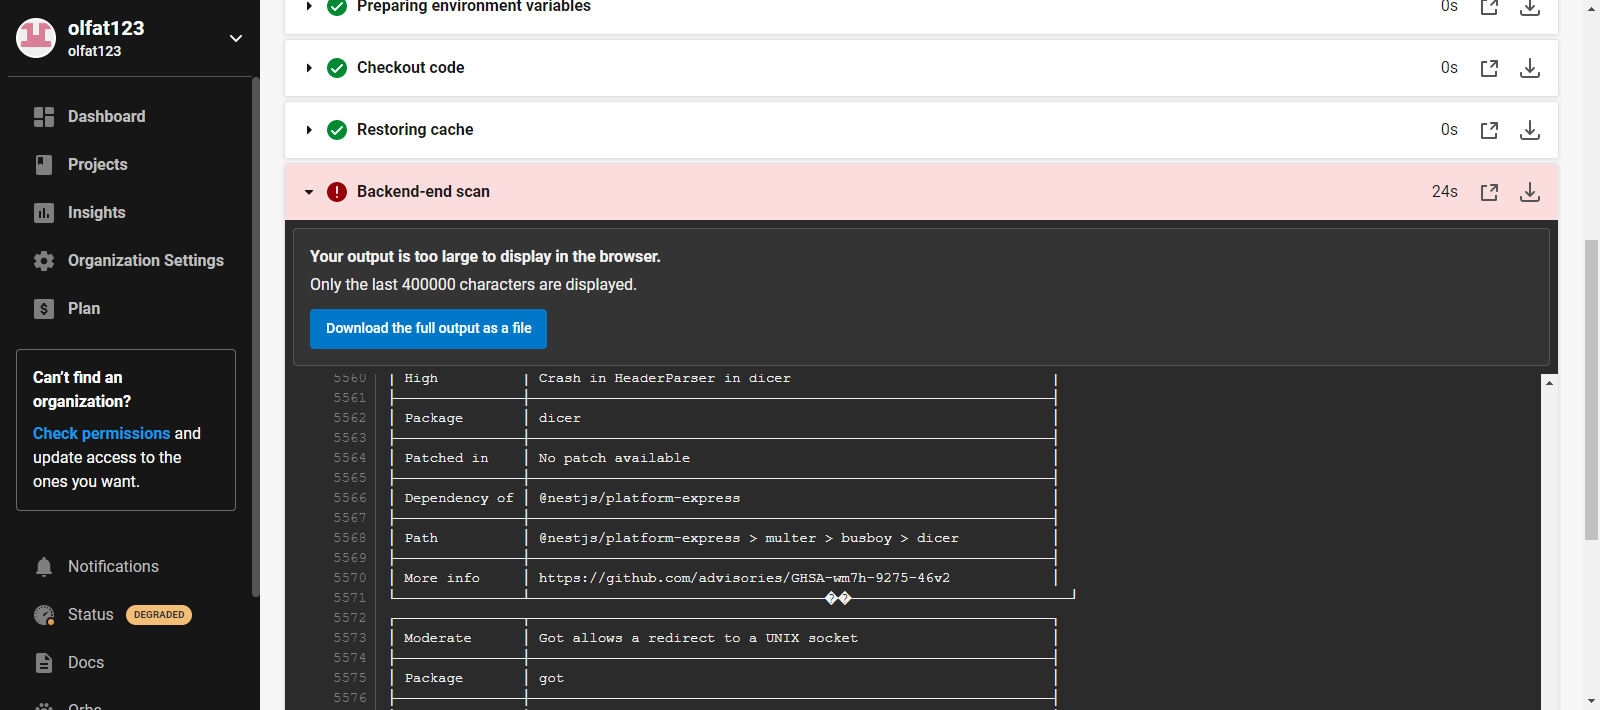 olfat123
olfat123
Dashboard
Projects
Insights
Organization Settings
Plan
Can't find an
organization?
Check permissions and
update access to the
ones you want.
Notifications
Status DEGRADED
Docs
Orbs
Preparing environment variables 0s
Checkout code 0s
Restoring cache 0s
Backend-end scan 24s
Your output is too large to display in the browser.
Only the last 400000 characters are displayed.
Download the full output as a file
5560 │ High │ Crash in HeaderParser in dicer │
5561
5562 │ Package │ dicer │
5563
5564 │ Patched in │ No patch available │
5565
5566 │ Dependency of │ @nestjs/platform-express │
5567
5568 │ Path │ @nestjs/platform-express > multer > busboy > dicer │
5569
5570 │ More info │ https://github.com/advisories/GHSA-wm7h-9275-46v2 │
5571 ��
5572
5573 │ Moderate │ Got allows a redirect to a UNIX socket │
5574
5575 │ Package │ got │
5576